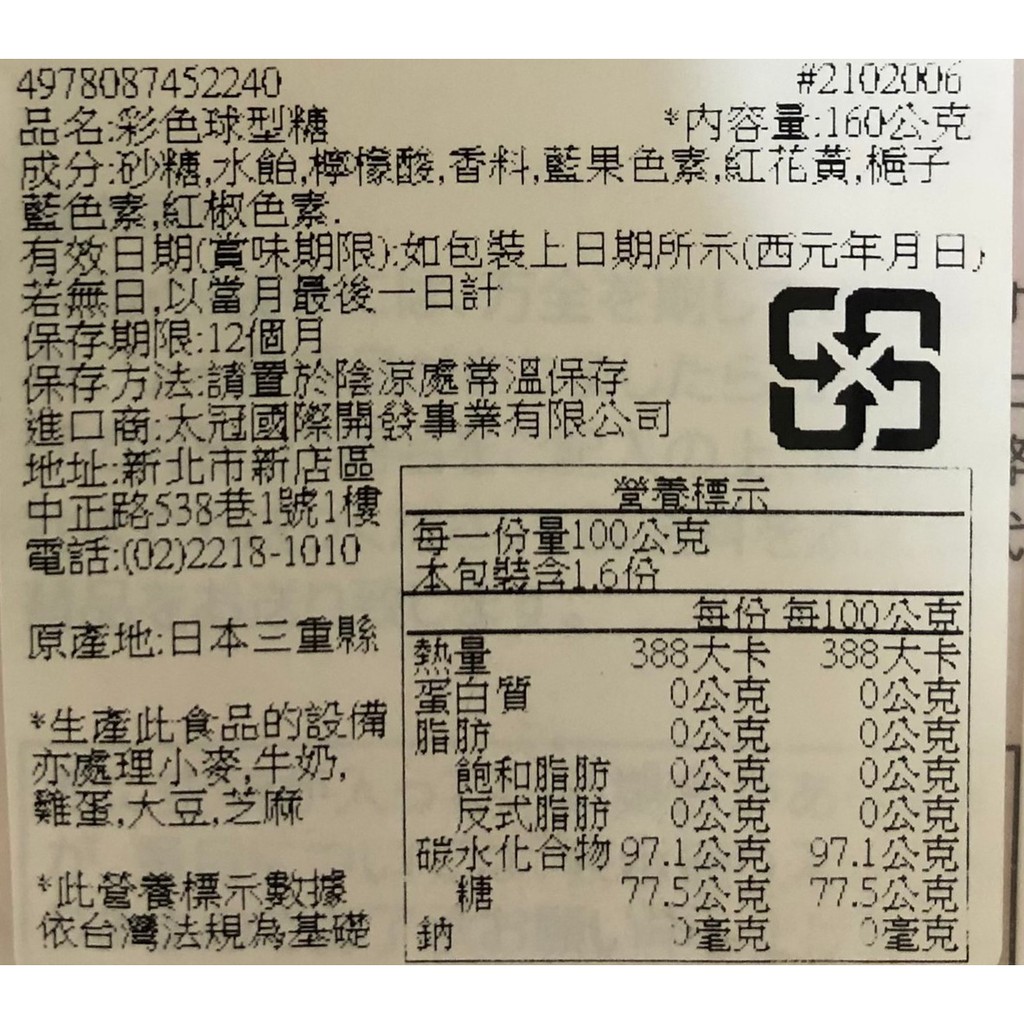 4978087452240 #2102006
品名:彩色球型糖 *內容量:160公克
成分:砂糖,水飴,檸檬酸,香料,藍果色素,紅花黃,梔子
藍色素,紅椒色素.
有效日期(賞味期限):如包裝上日期所示(西元年月日)
若無日,以當月最後一日計
保存期限:12個月
保存方法:請置於陰涼處常溫保存
進口商:太冠國際開發事業有限公司
地址:新北市新店區
中正路538巷1號1樓
電話:(02)2218-1010
原產地:日本三重縣
*生產此食品的設備
亦處理小麥,牛奶,
雞蛋,大豆,芝麻
*此營養標示數據
依台灣法規為基礎
營養標示
每一份量100公克
本包裝含1.6份
每份 每100公克
熱量 388大卡 388大卡
蛋白質 0公克 0公克
脂肪 0公克 0公克
飽和脂肪 0公克 0公克
反式脂肪 0公克 0公克
碳水化合物 97.1公克 97.1公克
糖 77.5公克 77.5公克
鈉 0毫克 0毫克